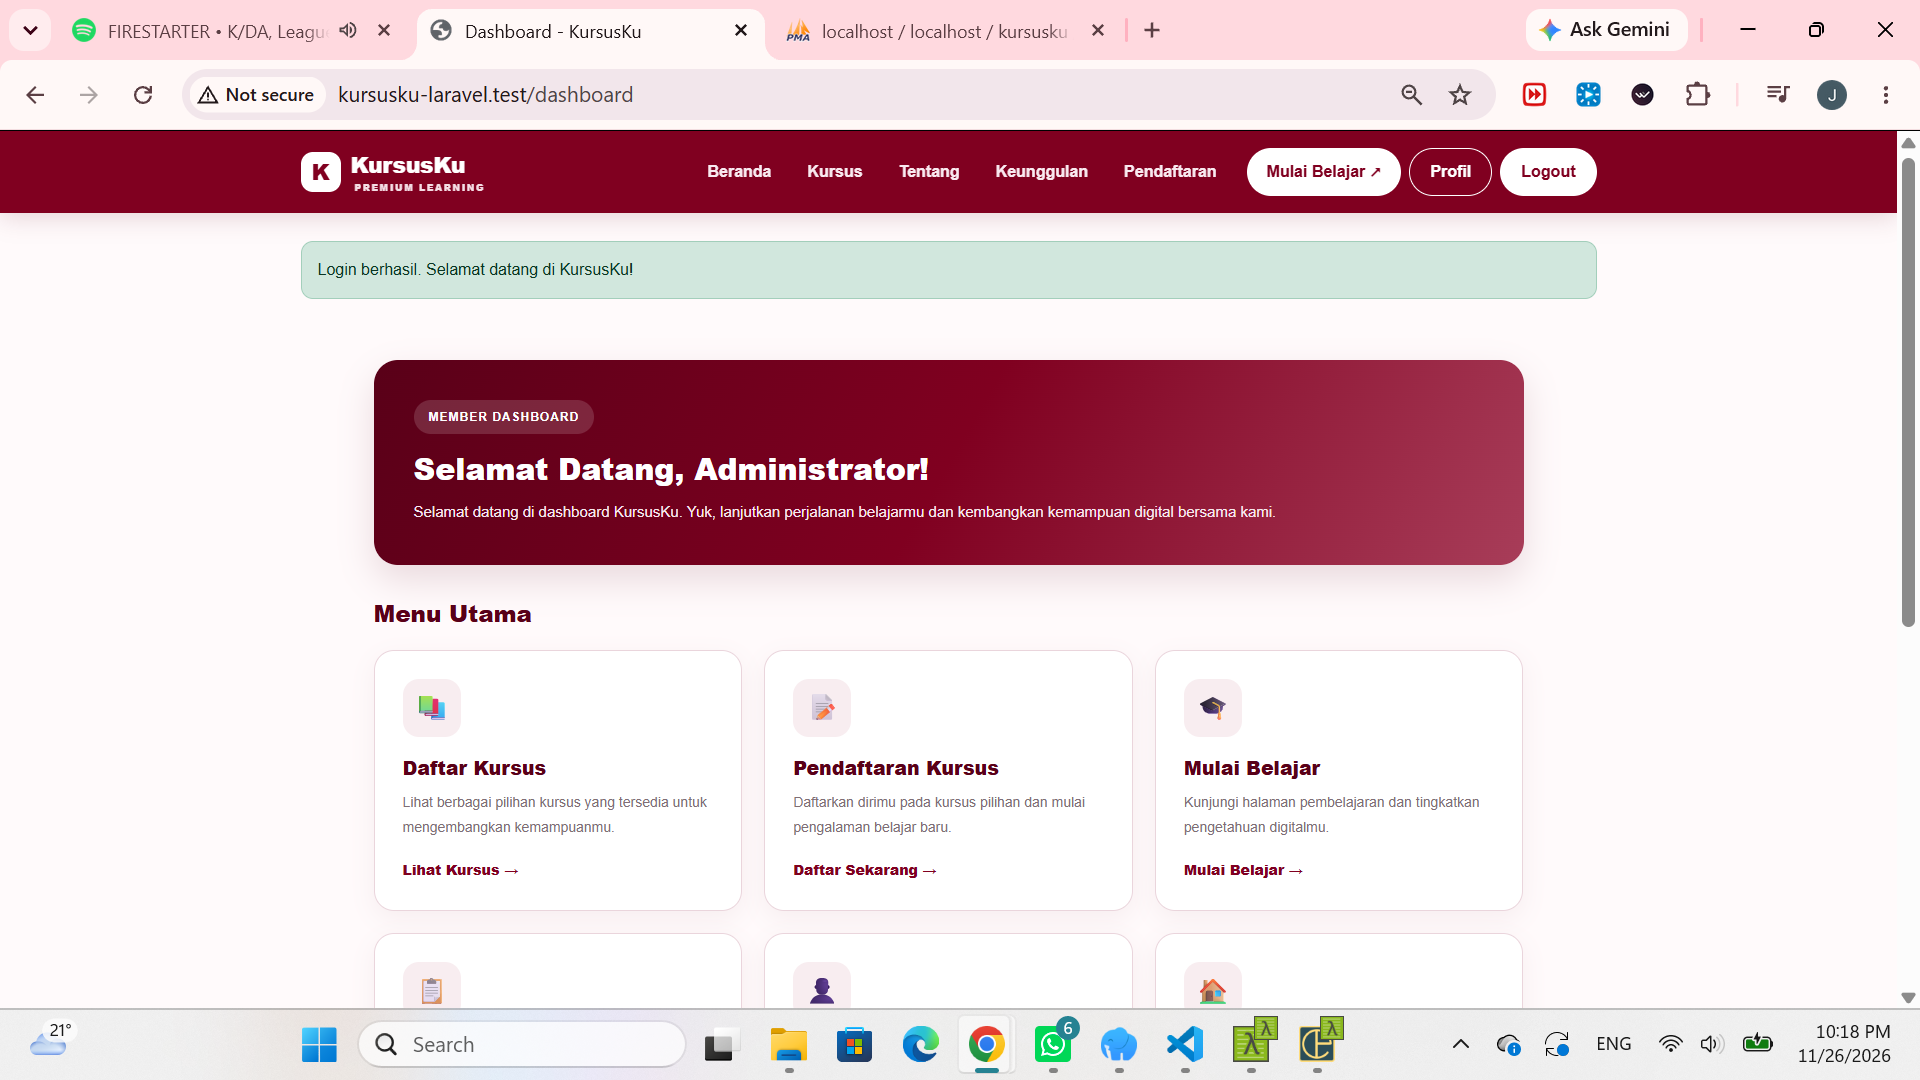 FIRESTARTER • K/DA, Leagu
Dashboard - KursusKu
PMA
localhost / localhost / kursusku
Ask Gemini
Not secure
kursusku-laravel.test/dashboard
J
K
KursusKu
PREMIUM LEARNING
Beranda
Kursus
Tentang
Keunggulan
Pendaftaran
Mulai Belajar ↗
Profil
Logout
Login berhasil. Selamat datang di KursusKu!
MEMBER DASHBOARD
Selamat Datang, Administrator!
Selamat datang di dashboard KursusKu. Yuk, lanjutkan perjalanan belajarmu dan kembangkan kemampuan digital bersama kami.
Menu Utama
Daftar Kursus
Lihat berbagai pilihan kursus yang tersedia untuk
mengembangkan kemampuanmu.
Lihat Kursus →
Pendaftaran Kursus
Daftarkan dirimu pada kursus pilihan dan mulai
pengalaman belajar baru.
Daftar Sekarang →
Mulai Belajar
Kunjungi halaman pembelajaran dan tingkatkan
pengetahuan digitalmu.
Mulai Belajar →
21°
Search
6
λ
λ
λ
ENG
10:18 PM
11/26/2026